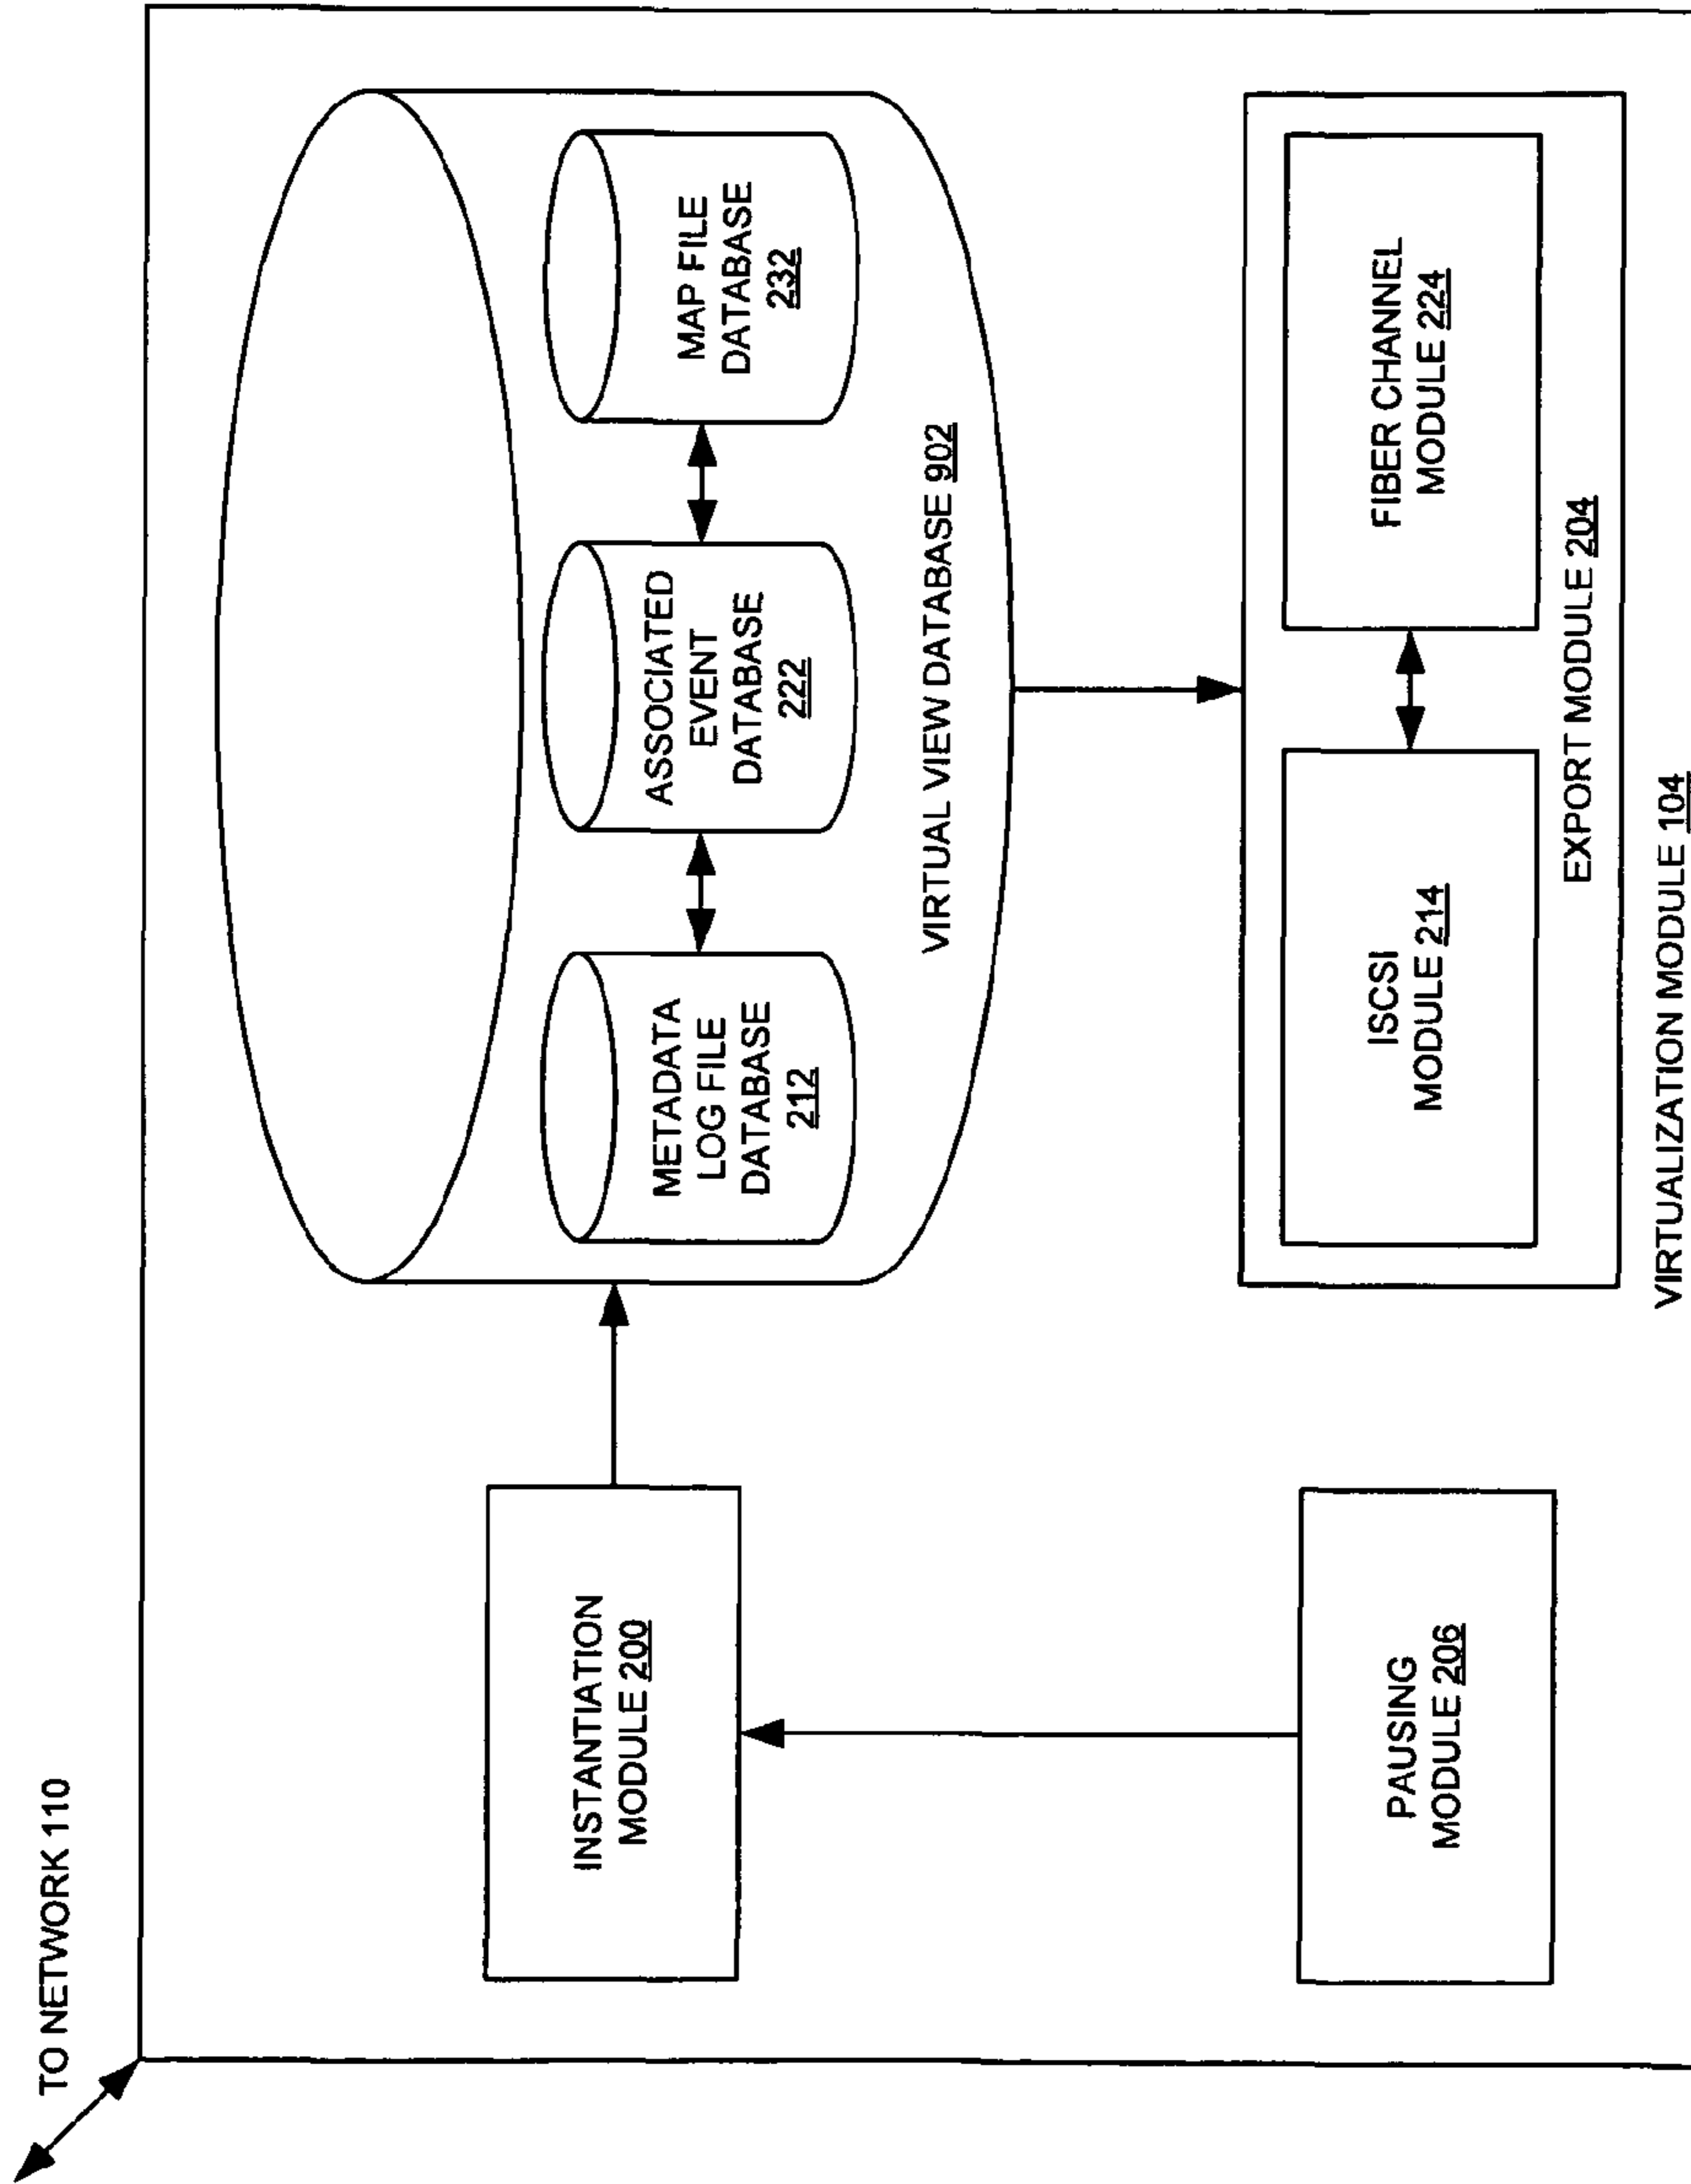 TO NETWORK 110
INSTANTIATION
MODULE 200
METADATA
LOG FILE
DATABASE
212
ASSOCIATED
EVENT
DATABASE
222
MAP FILE
DATABASE
232
VIRTUAL VIEW DATABASE 902
PAUSING
MODULE 206
ISCSI
MODULE 214
FIBER CHANNEL
MODULE 224
EXPORT MODULE 204
VIRTUALIZATION MODULE 104